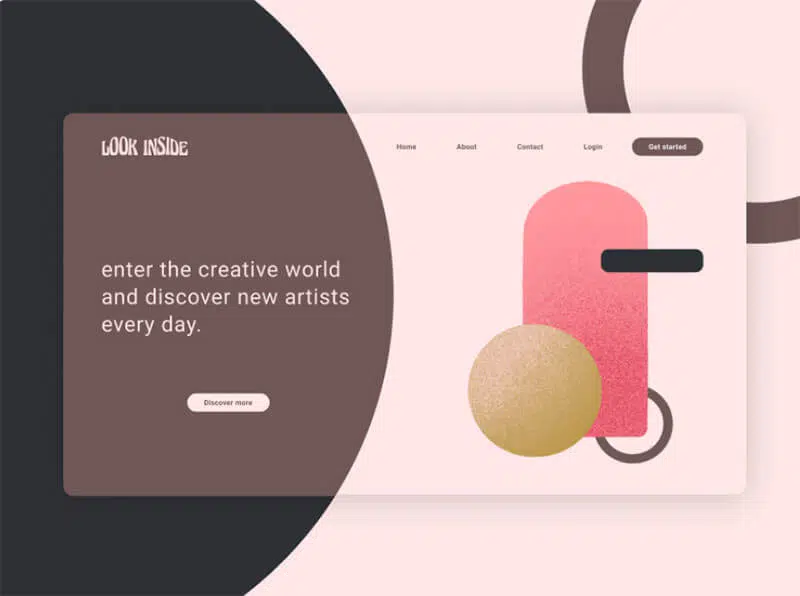 LOOK INSIDE
Home
About
Contact
Login
Get started
enter the creative world
and discover new artists
every day.
Discover more